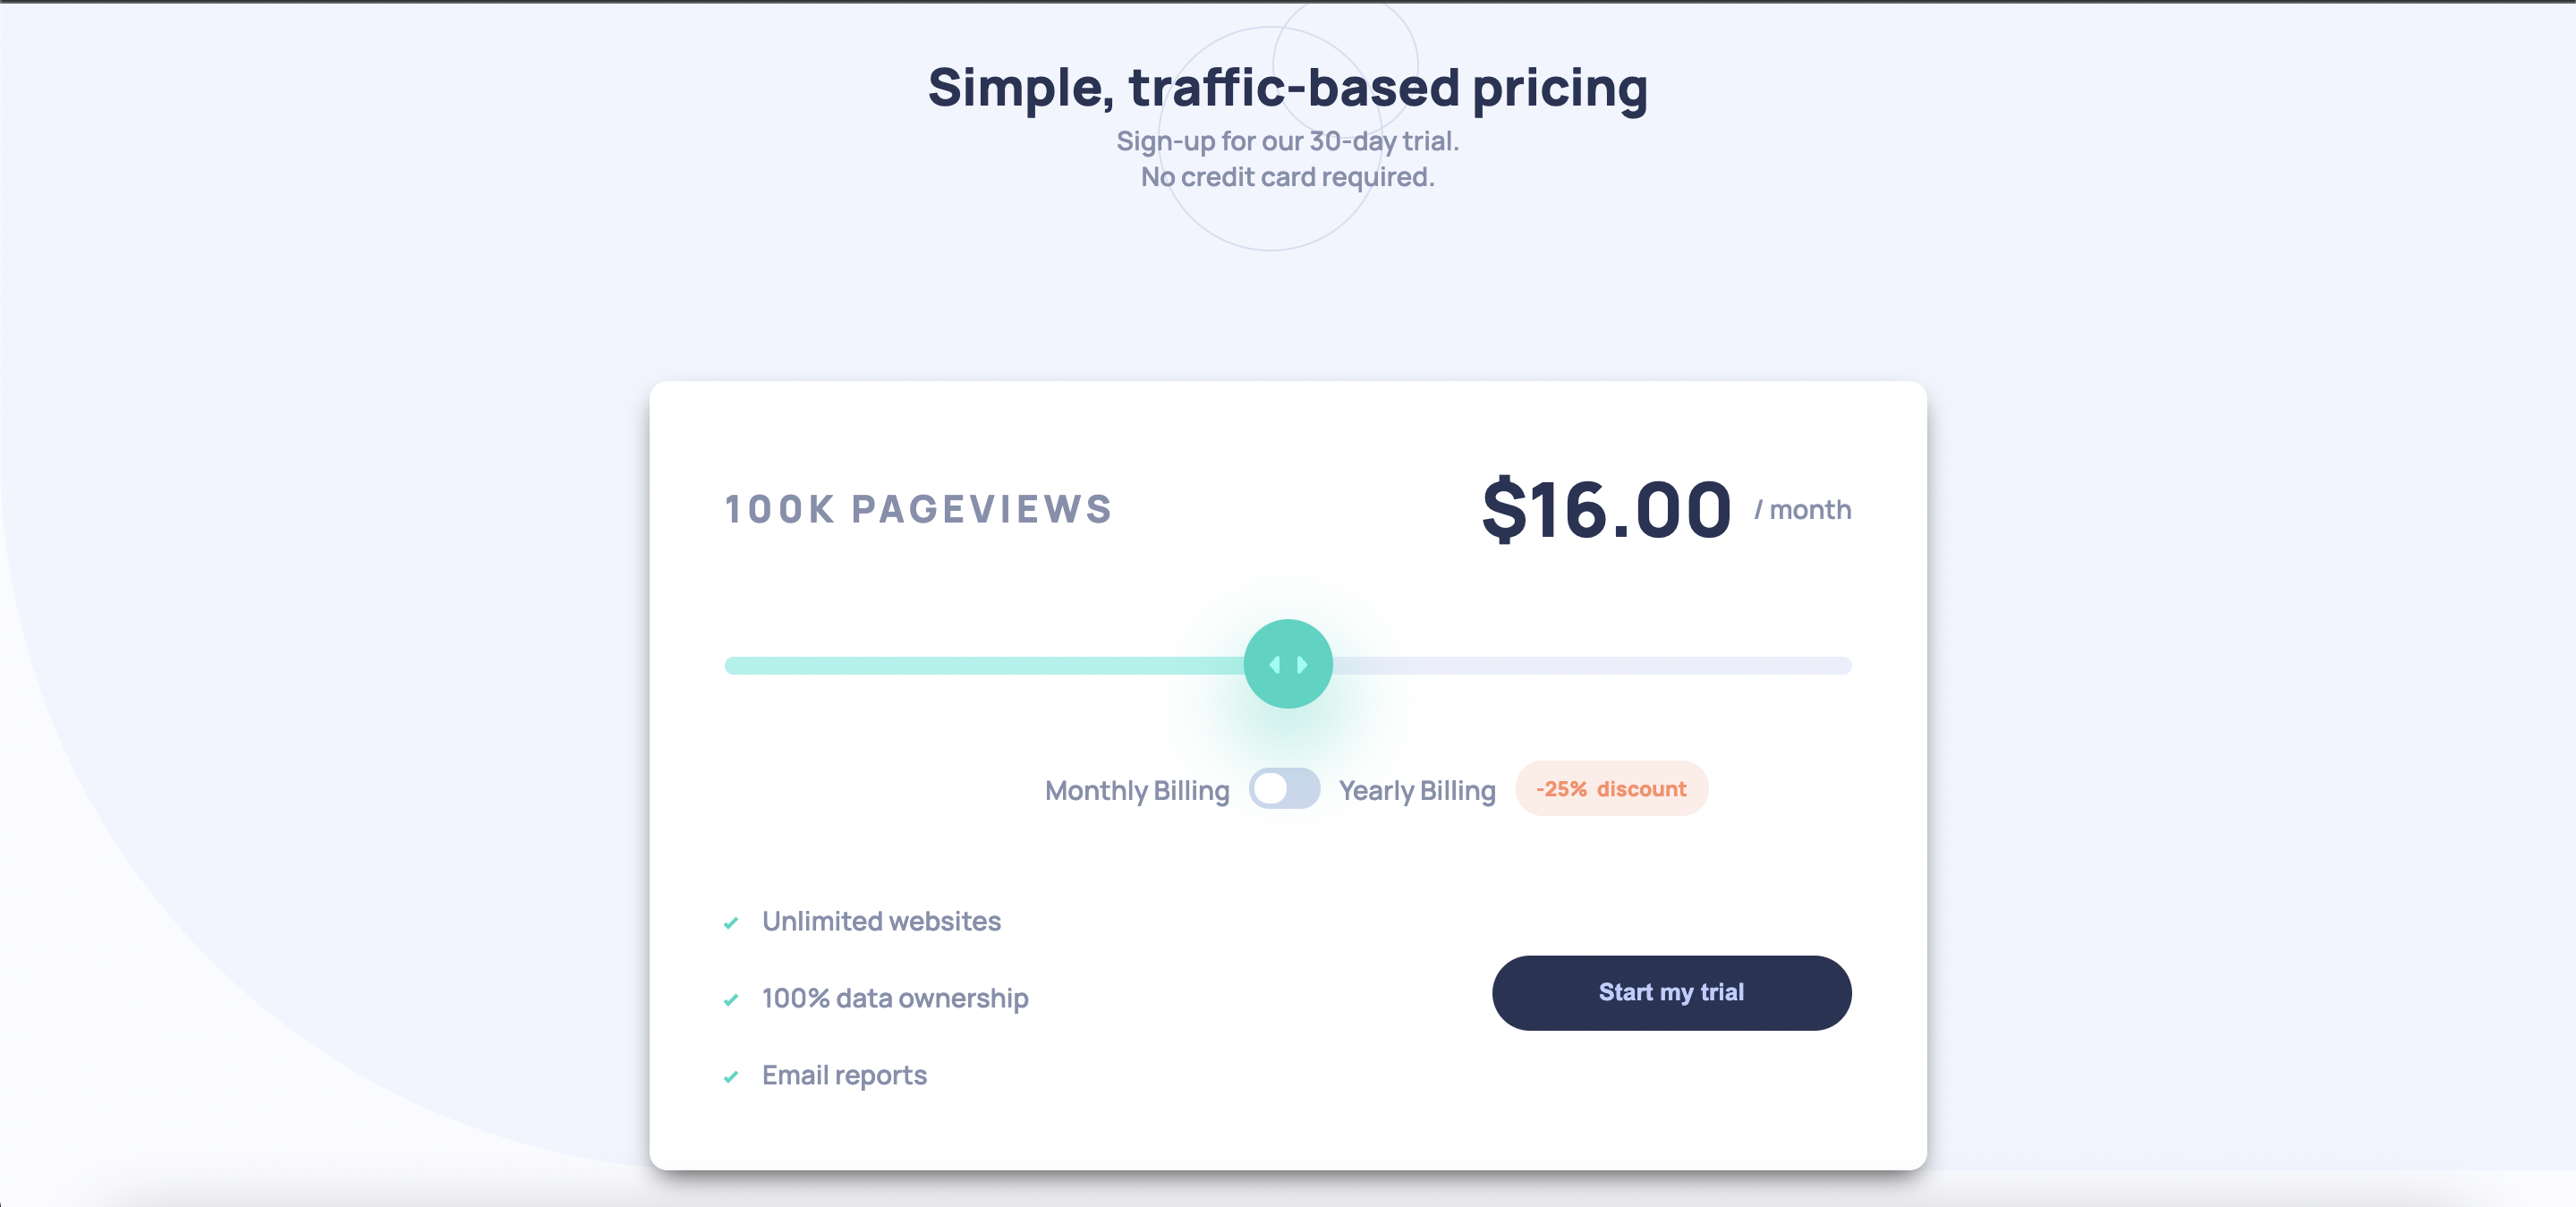 Simple, traffic-based pricing
Sign-up for our 30-day trial.
No credit card required.
100K PAGEVIEWS
$16.00 / month
Monthly Billing Yearly Billing -25% discount
Unlimited websites
100% data ownership
Email reports
Start my trial